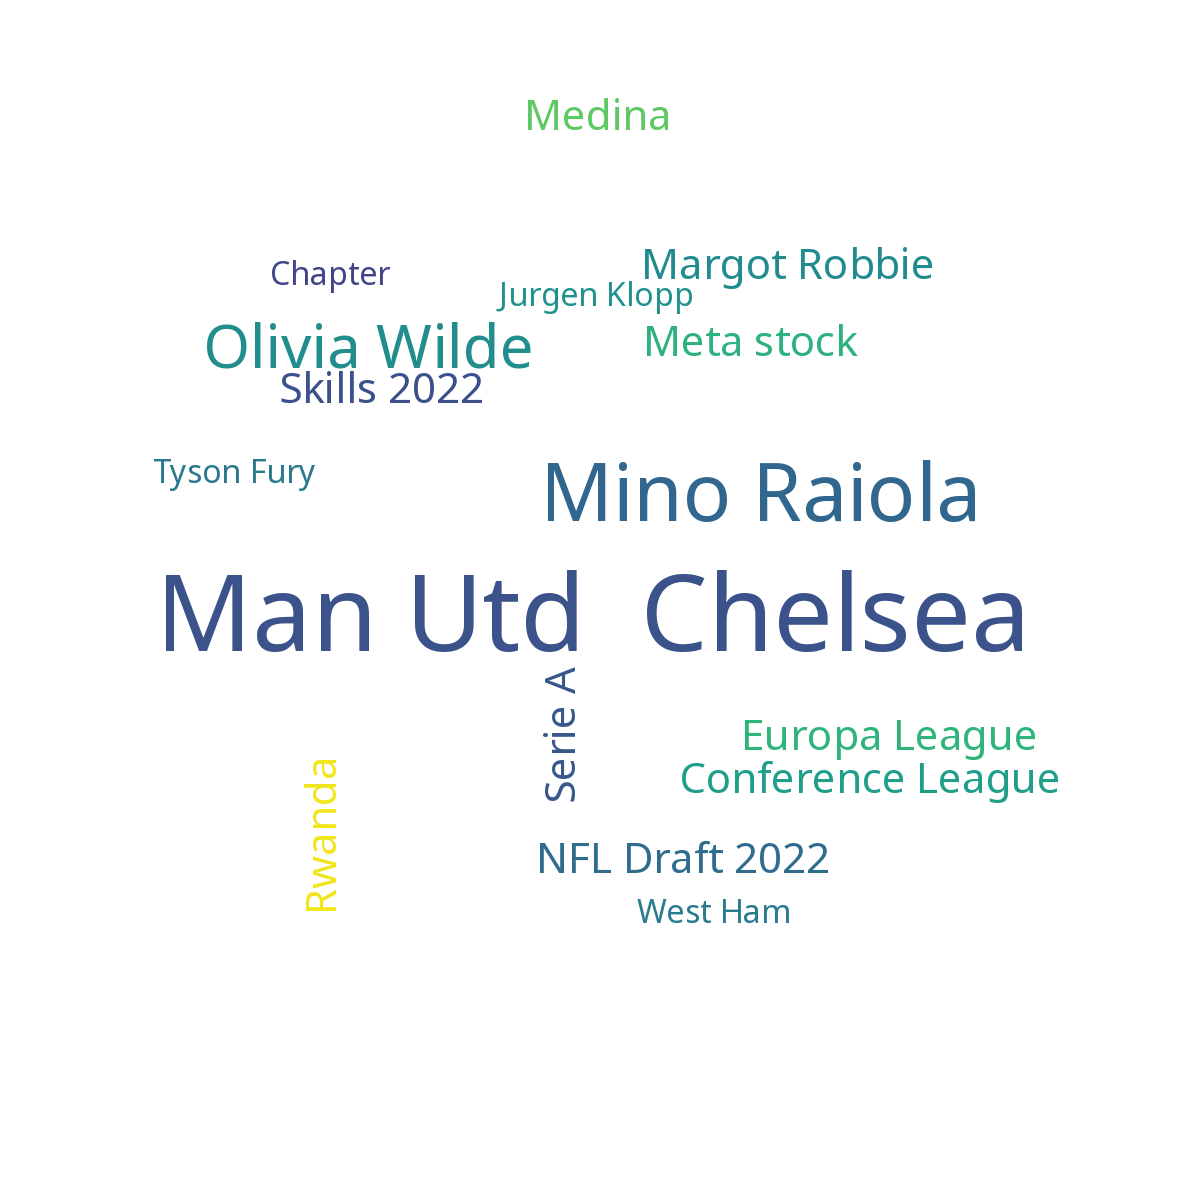 Medina
Margot Robbie
Chapter
Jurgen Klopp
Olivia Wilde
Meta stock
Skills 2022
Tyson Fury
Mino Raiola
Man Utd
Chelsea
Serie A
Europa League
Conference League
Rwanda
NFL Draft 2022
West Ham